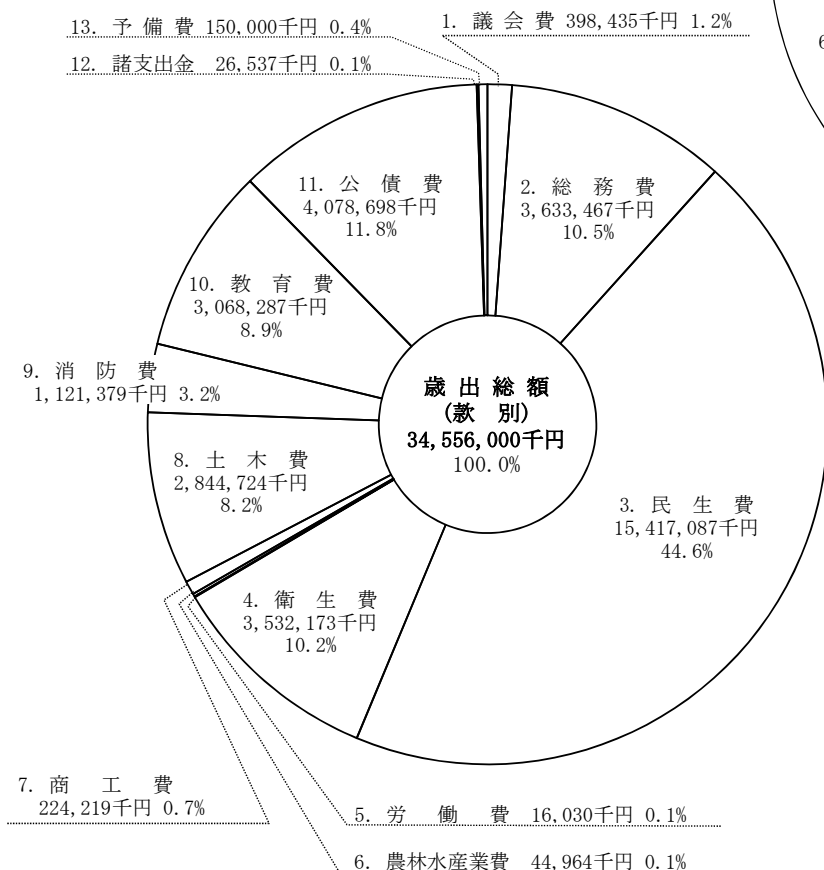 13. 予 備 費 150,000千円 0.4%
12. 諸支出金 26,537千円 0.1%
1. 議 会 費 398,435千円 1.2%
6
11. 公 債 費
4,078,698千円
11.8%
2. 総 務 費
3,633,467千円
10.5%
10. 教 育 費
3,068,287千円
8.9%
9. 消 防 費
1,121,379千円 3.2%
歳 出 総 額
(款 別)
34,556,000千円
100.0%
8. 土 木 費
2,844,724千円
8.2%
3. 民 生 費
15,417,087千円
44.6%
4. 衛 生 費
3,532,173千円
10.2%
7. 商 工 費
224,219千円 0.7%
5. 労 働 費 16,030千円 0.1%
6. 農林水産業費 44,964千円 0.1%